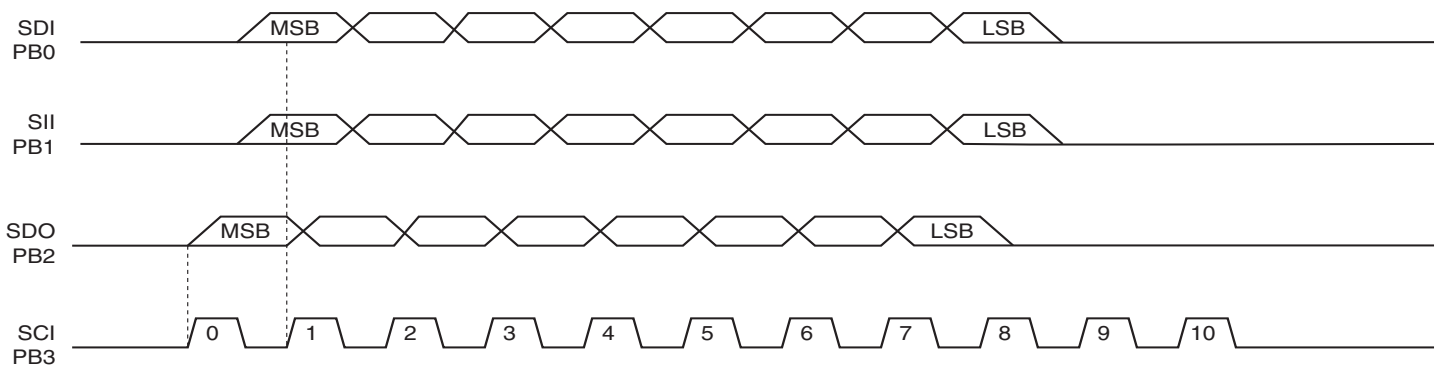 SDI
PB0
MSB
LSB
SII
PB1
MSB
LSB
SDO
PB2
MSB
LSB
SCI
PB3
0 1 2 3 4 5 6 7 8 9 10